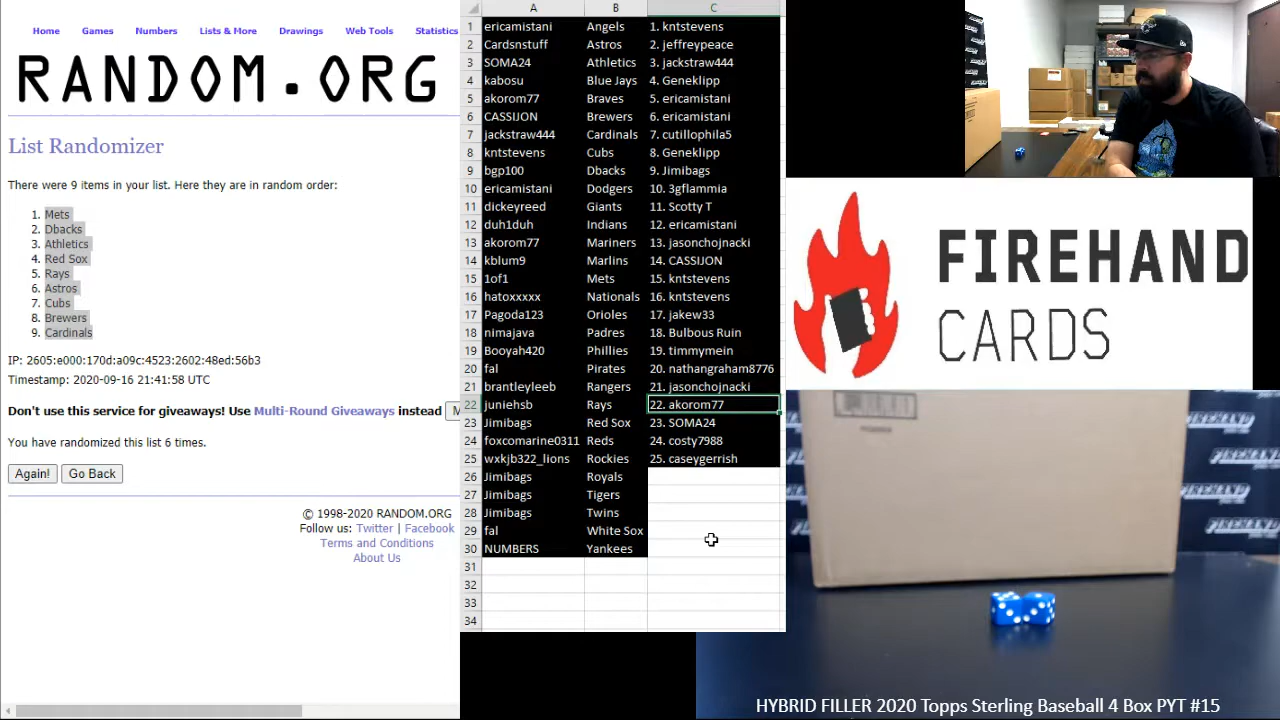 Home Games Numbers Lists & More Drawings Web Tools Statistics
RANDOM.ORG
List Randomizer
There were 9 items in your list. Here they are in random order:
1. Mets
2. Dbacks
3. Athletics
4. Red Sox
5. Rays
6. Astros
7. Cubs
8. Brewers
9. Cardinals
IP: 2605:e000:170d:a09c:4523:2602:48ed:56b3
Timestamp: 2020-09-16 21:41:58 UTC
Don't use this service for giveaways! Use Multi-Round Giveaways instead
You have randomized this list 6 times.
Again! Go Back
© 1998-2020 RANDOM.ORG
Follow us: Twitter | Facebook
Terms and Conditions
About Us
A B C
1 ericamistani Angels 1. kntstevens
2 Cardsnstuff Astros 2. jeffreypeace
3 SOMA24 Athletics 3. jackstraw444
4 kabosu Blue Jays 4. Geneklipp
5 akorom77 Braves 5. ericamistani
6 CASSIJON Brewers 6. ericamistani
7 jackstraw444 Cardinals 7. cutillophila5
8 kntstevens Cubs 8. Geneklipp
9 bgp100 Dbacks 9. Jimibags
10 ericamistani Dodgers 10. 3gflammia
11 dickeyreed Giants 11. Scotty T
12 duh1duh Indians 12. ericamistani
13 akorom77 Mariners 13. jasonchojnacki
14 kblum9 Marlins 14. CASSIJON
15 1of1 Mets 15. kntstevens
16 hatoxxxxx Nationals 16. kntstevens
17 Pagoda123 Orioles 17. jakew33
18 nimajava Padres 18. Bulbous Ruin
19 Booyah420 Phillies 19. timmymein
20 fal Pirates 20. nathangraham8776
21 brantleyleeb Rangers 21. jasonchojnacki
22 juniehsb Rays 22. akorom77
23 Jimibags Red Sox 23. SOMA24
24 foxcomarine0311 Reds 24. costy7988
25 wxkjb322_lions Rockies 25. caseygerrish
26 Jimibags Royals
27 Jimibags Tigers
28 Jimibags Twins
29 fal White Sox
30 NUMBERS Yankees
31
32
33
34
FIREHAND
CARDS
FIREHAND
HYBRID FILLER 2020 Topps Sterling Baseball 4 Box PYT #15